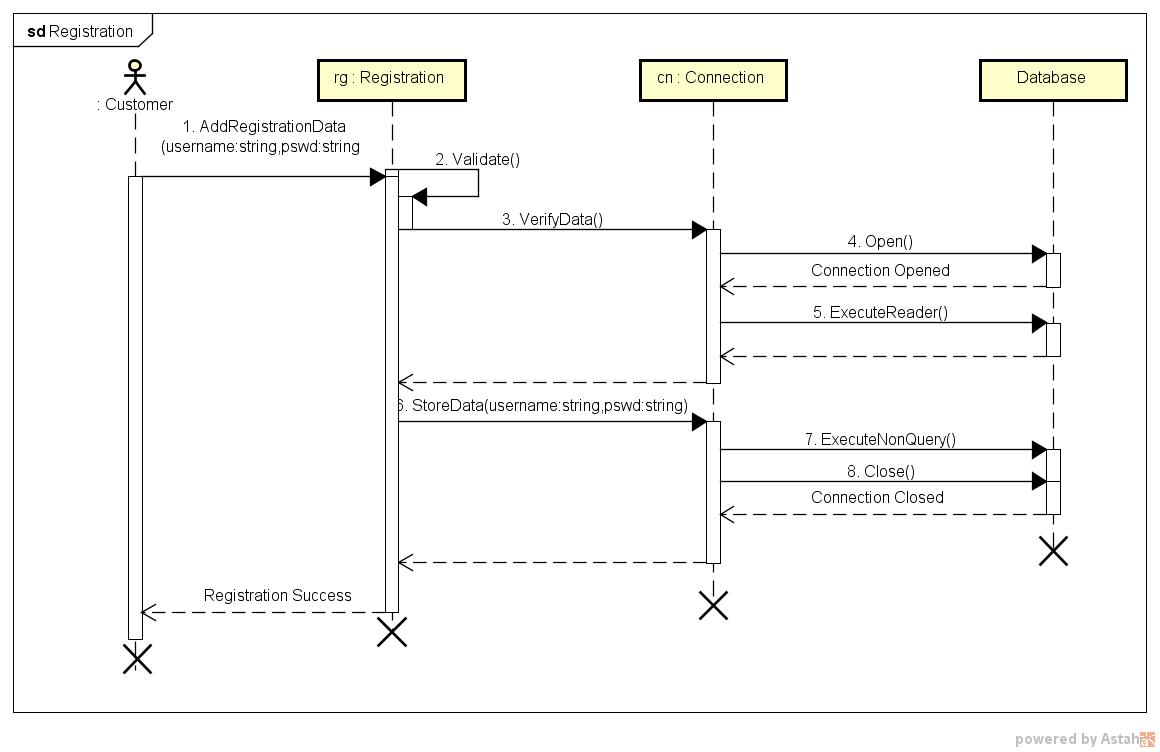 sd Registration
: Customer
rg : Registration
cn : Connection
Database
1. AddRegistrationData
(username:string,pswd:string
2. Validate()
3. VerifyData()
4. Open()
Connection Opened
5. ExecuteReader()
6. StoreData(username:string,pswd:string)
7. ExecuteNonQuery()
8. Close()
Connection Closed
Registration Success
powered by Astah